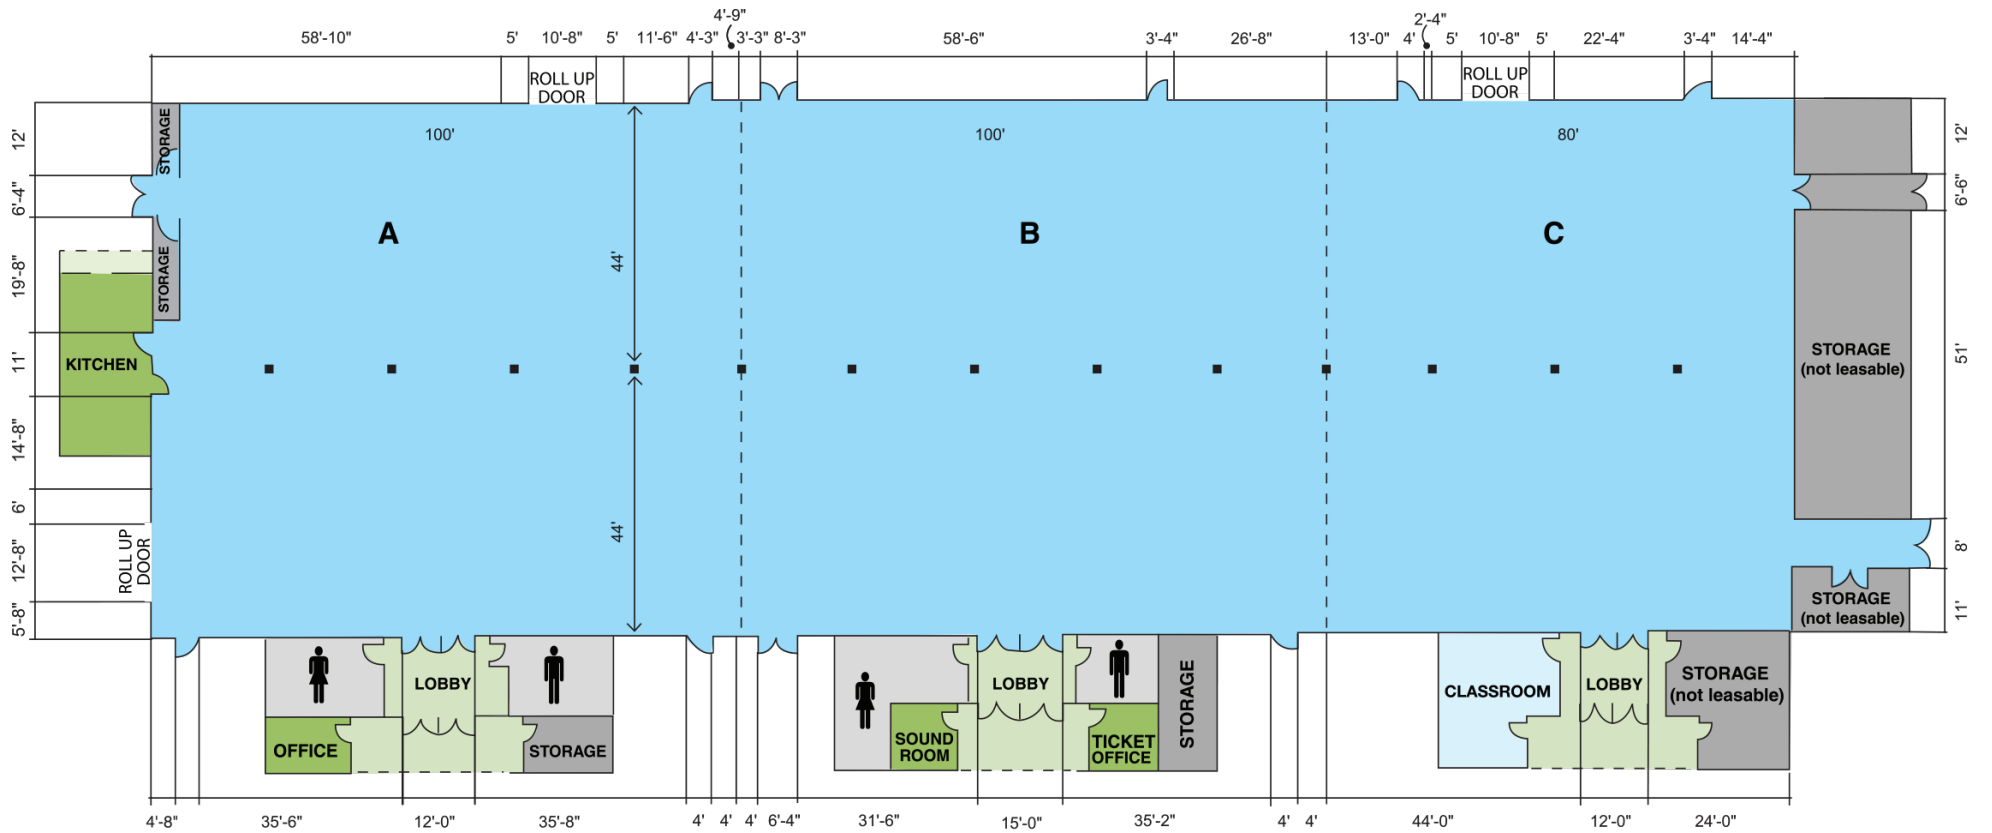 4'-9"
2'-4"
58'-10"
5'
10'-8"
5'
11'-6"
4'-3"
3'-3"
8'-3"
58'-6"
3'-4"
26'-8"
13'-0"
4'
5'
10'-8"
5'
22'-4"
3'-4"
14'-4"
ROLL UP
DOOR
ROLL UP
DOOR
100'
100'
80'
12'
6'-4"
19'-8"
11'
14'-8"
6'
12'-8"
5'-8"
STORAGE
STORAGE
KITCHEN
ROLL UP
DOOR
A
B
C
44'
44'
12'
6'-6"
51'
8'
11'
STORAGE
(not leasable)
STORAGE
(not leasable)
LOBBY
OFFICE
STORAGE
LOBBY
SOUND
ROOM
TICKET
OFFICE
STORAGE
CLASSROOM
LOBBY
STORAGE
(not leasable)
4'-8"
35'-6"
12'-0"
35'-8"
4'
4'
4'
6'-4"
31'-6"
15'-0"
35'-2"
4'
4'
44'-0"
12'-0"
24'-0"